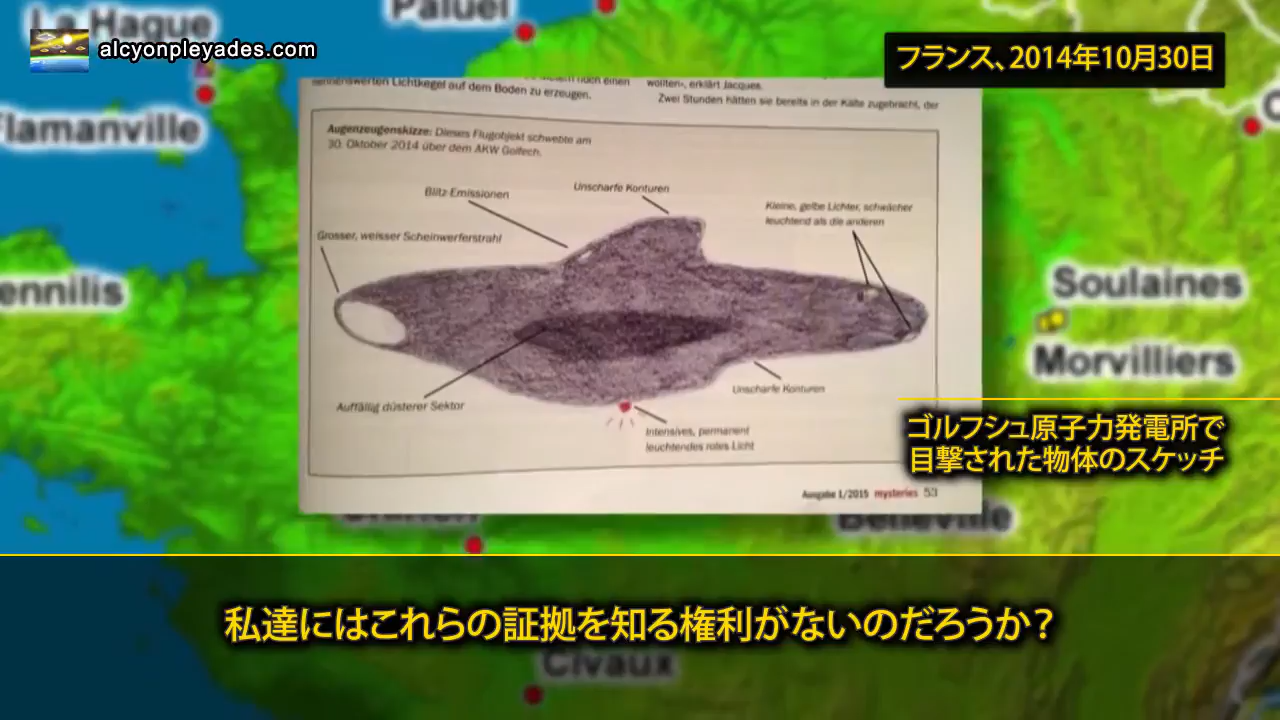 La Hague
Paluel
alcyonpleyades.com
フランス、2014年10月30日
Flamanville
nennenswerten Lichtkegel auf dem Boden zu erzeugen.
wollten», erklärt Jacques.
Zwei Stunden hätten sie bereits in der Kälte zugebracht, der
Augenzeugenskizze: Dieses Flugobjekt schwebte am
30. Oktober 2014 über dem AKW Golfech.
Blitz-Emissionen
Unscharfe Konturen
Kleine, gelbe Lichter, schwächer
leuchtend als die anderen
Grosser, weisser Scheinwerferstrahl
ennilis
Soulaines
Morvilliers
Auffällig düsterer Sektor
Unscharfe Konturen
Intensives, permanent
leuchtendes rotes Licht
ゴルフシュ原子力発電所で
目撃された物体のスケッチ
Ausgabe 1/2015 mysteries 53
Belleville
私達にはこれらの証拠を知る権利がないのだろうか？
Civaux